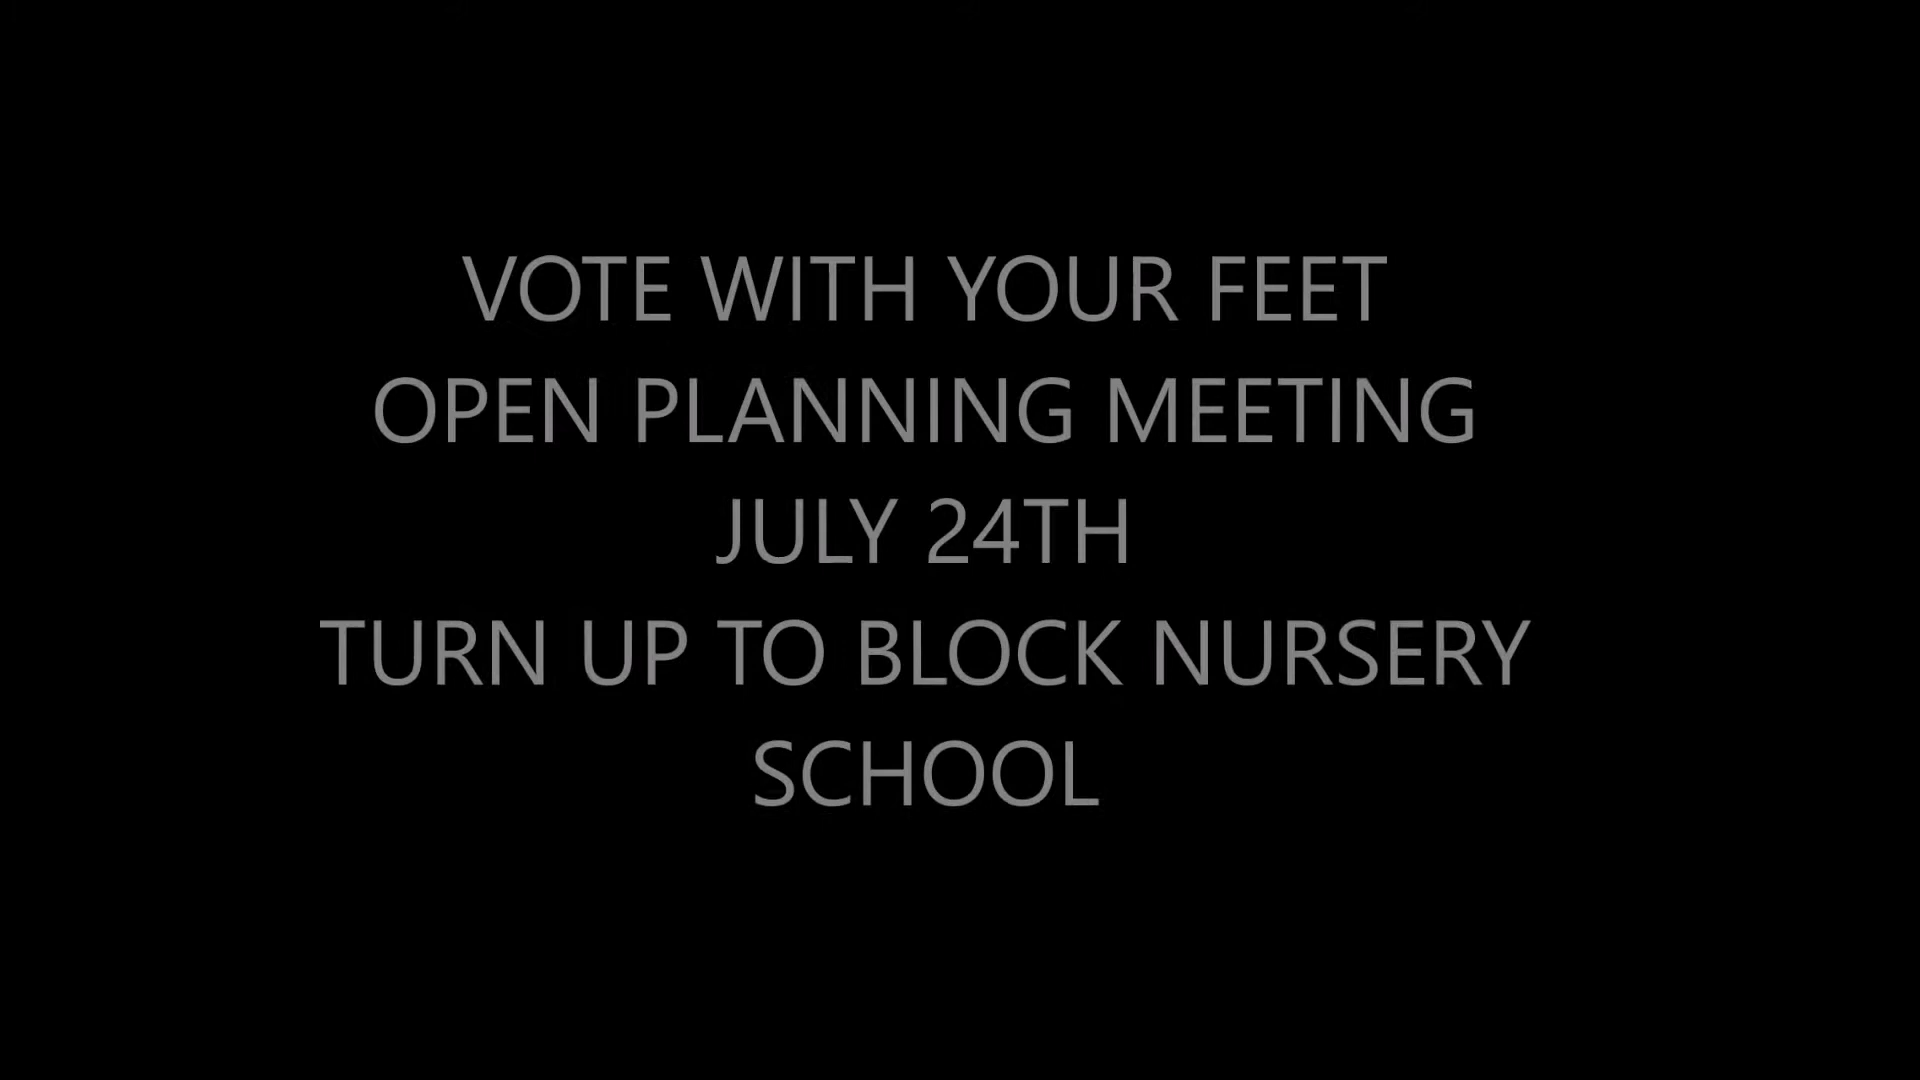 VOTE WITH YOUR FEET
OPEN PLANNING MEETING
JULY 24TH
TURN UP TO BLOCK NURSERY
SCHOOL